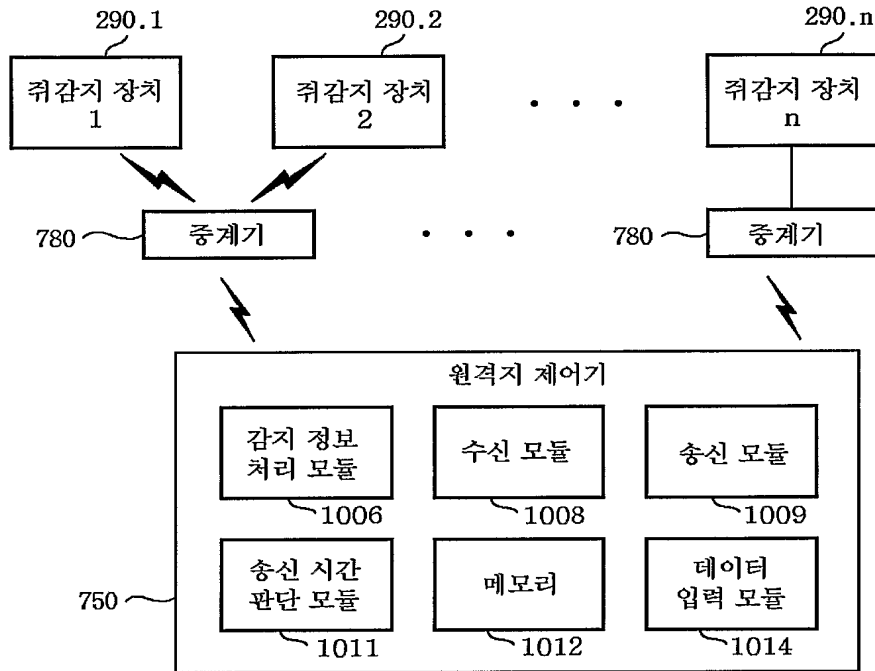 290.1
290.2
290.n
쥐감지 장치
1
쥐감지 장치
2
쥐감지 장치
n
780
중계기
780
중계기
원격지 제어기
감지 정보
처리 모듈
수신 모듈
송신 모듈
1006
1008
1009
750
송신 시간
판단 모듈
메모리
데이터
입력 모듈
1011
1012
1014